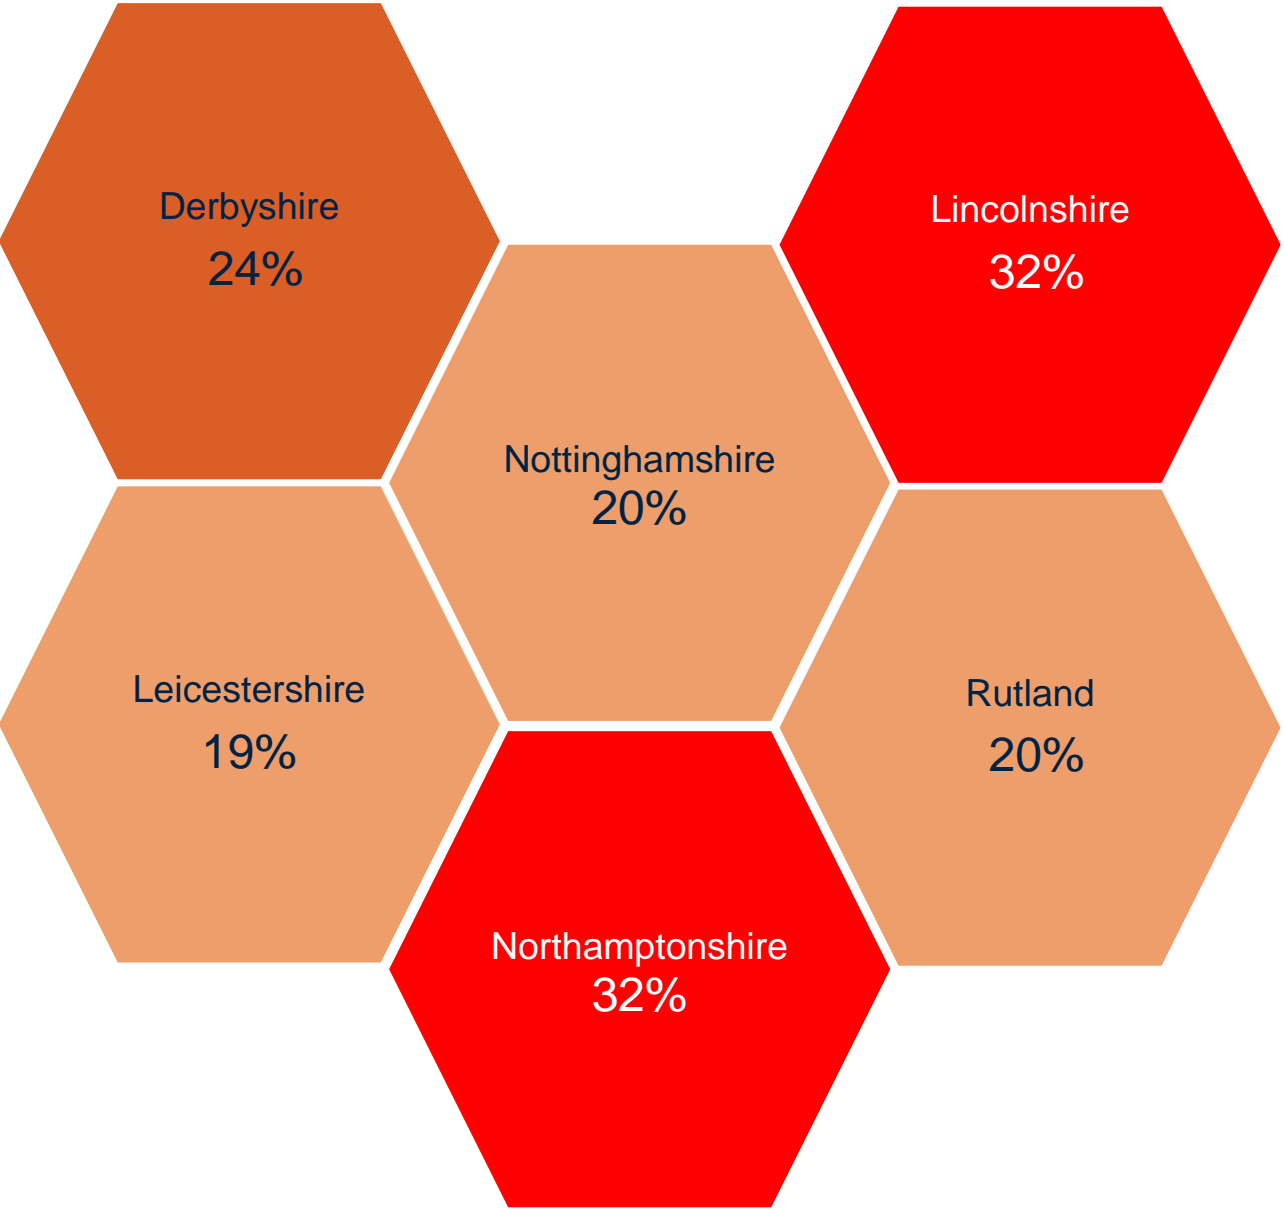 Derbyshire
24%
Lincolnshire
32%
Nottinghamshire
20%
Leicestershire
19%
Rutland
20%
Northamptonshire
32%